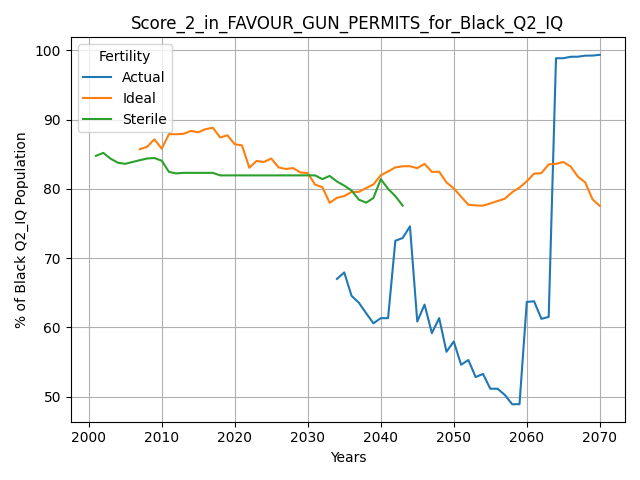 Score_2_in_FAVOUR_GUN_PERMITS_for_Black_Q2_IQ
Fertility
Actual
Ideal
Sterile
% of Black Q2_IQ Population
100
90
80
70
60
50
2000 2010 2020 2030 2040 2050 2060 2070
Years